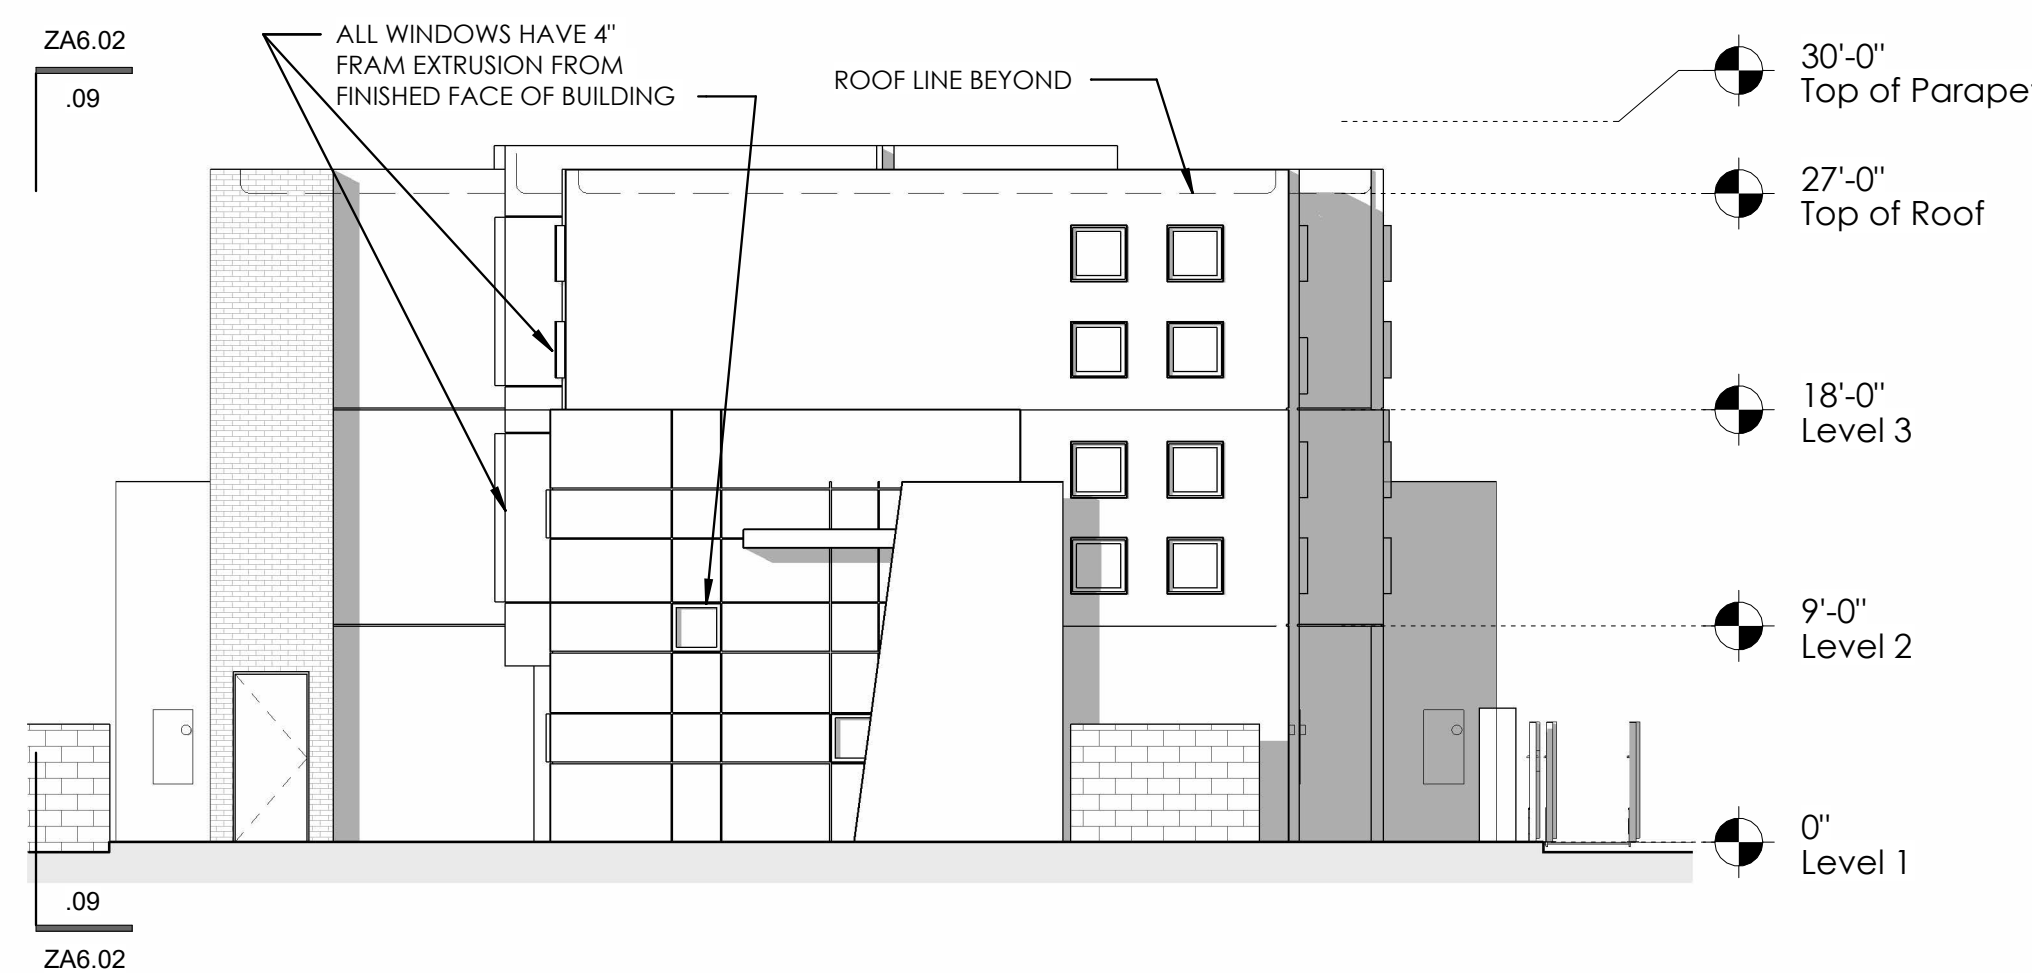 ZA6.02
.09
ALL WINDOWS HAVE 4"
FRAM EXTRUSION FROM
FINISHED FACE OF BUILDING
ROOF LINE BEYOND
30'-0"
Top of Parapet
27'-0"
Top of Roof
18'-0"
Level 3
9'-0"
Level 2
0"
Level 1
.09
ZA6.02